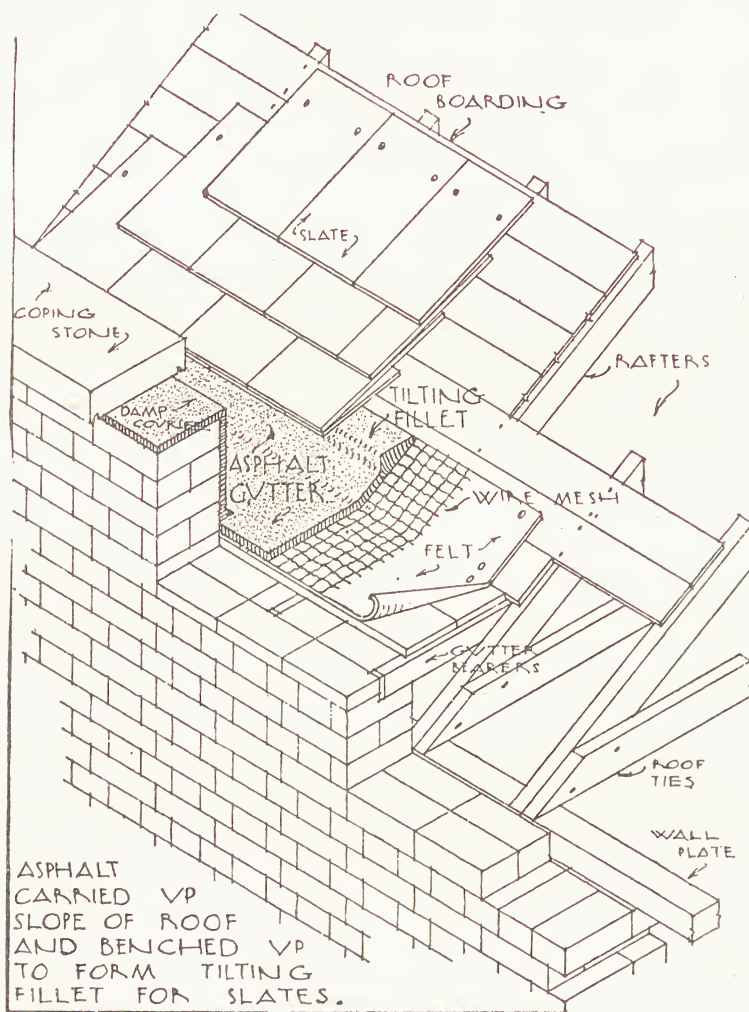 ROOF
BOARDING
SLATE
COPING
STONE
RAFTERS
TILTING
FILLET
DAMP
COURSE
ASPHALT
GUTTER
WIRE MESH
FELT
GUTTER
BEARERS
ROOF
TIES
WALL
PLATE
ASPHALT
CARRIED UP
SLOPE OF ROOF
AND BENCHED UP
TO FORM TILTING
FILLET FOR SLATES.